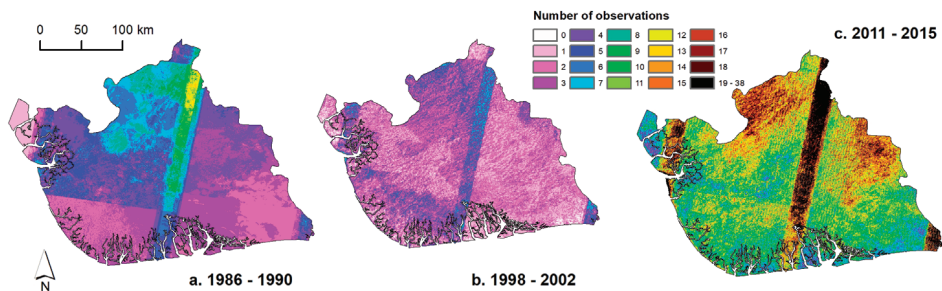 0 50 100 km
Number of observations
0 4 8 12 16
1 5 9 13 17
2 6 10 14 18
3 7 11 15 19 - 38
c. 2011 - 2015
N
a. 1986 - 1990
b. 1998 - 2002